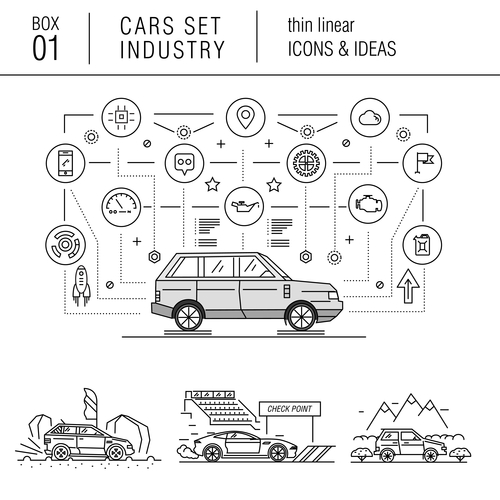 BOX
01
CARS SET
INDUSTRY
thin linear
ICONS & IDEAS
CHECK POINT